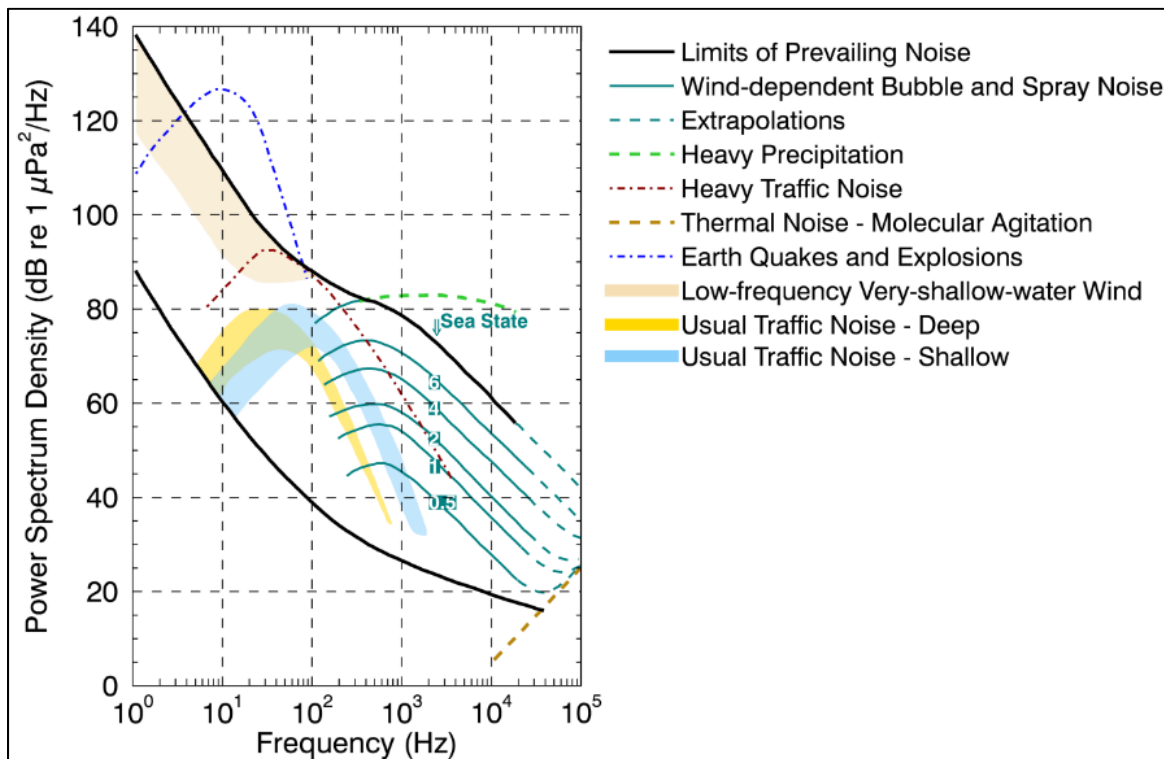 140
120
100
80
60
40
20
0
Power Spectrum Density (dB re 1 µPa²/Hz)
10⁰ 10¹ 10² 10³ 10⁴ 10⁵
Frequency (Hz)
Sea State
6
4
2
1
0.5
Limits of Prevailing Noise
Wind-dependent Bubble and Spray Noise
Extrapolations
Heavy Precipitation
Heavy Traffic Noise
Thermal Noise - Molecular Agitation
Earth Quakes and Explosions
Low-frequency Very-shallow-water Wind
Usual Traffic Noise - Deep
Usual Traffic Noise - Shallow